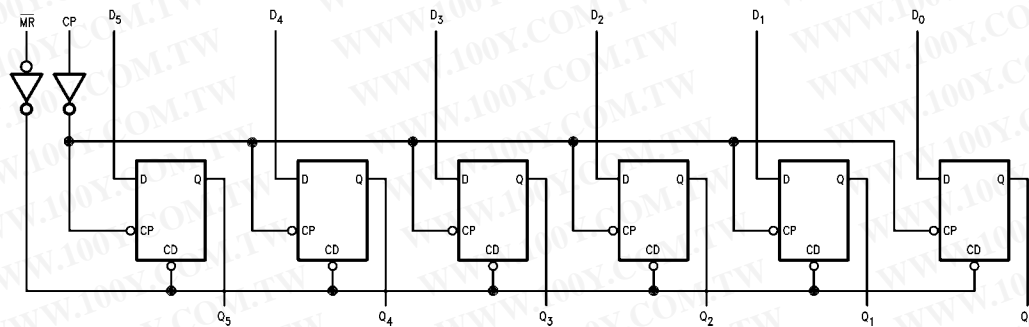 MR CP D5 D4 D3 D2 D1 D0
D Q D Q D Q D Q D Q D Q
CP CP CP CP CP CP
CD CD CD CD CD CD
Q5 Q4 Q3 Q2 Q1 Q
WWW.100Y.COM.TW